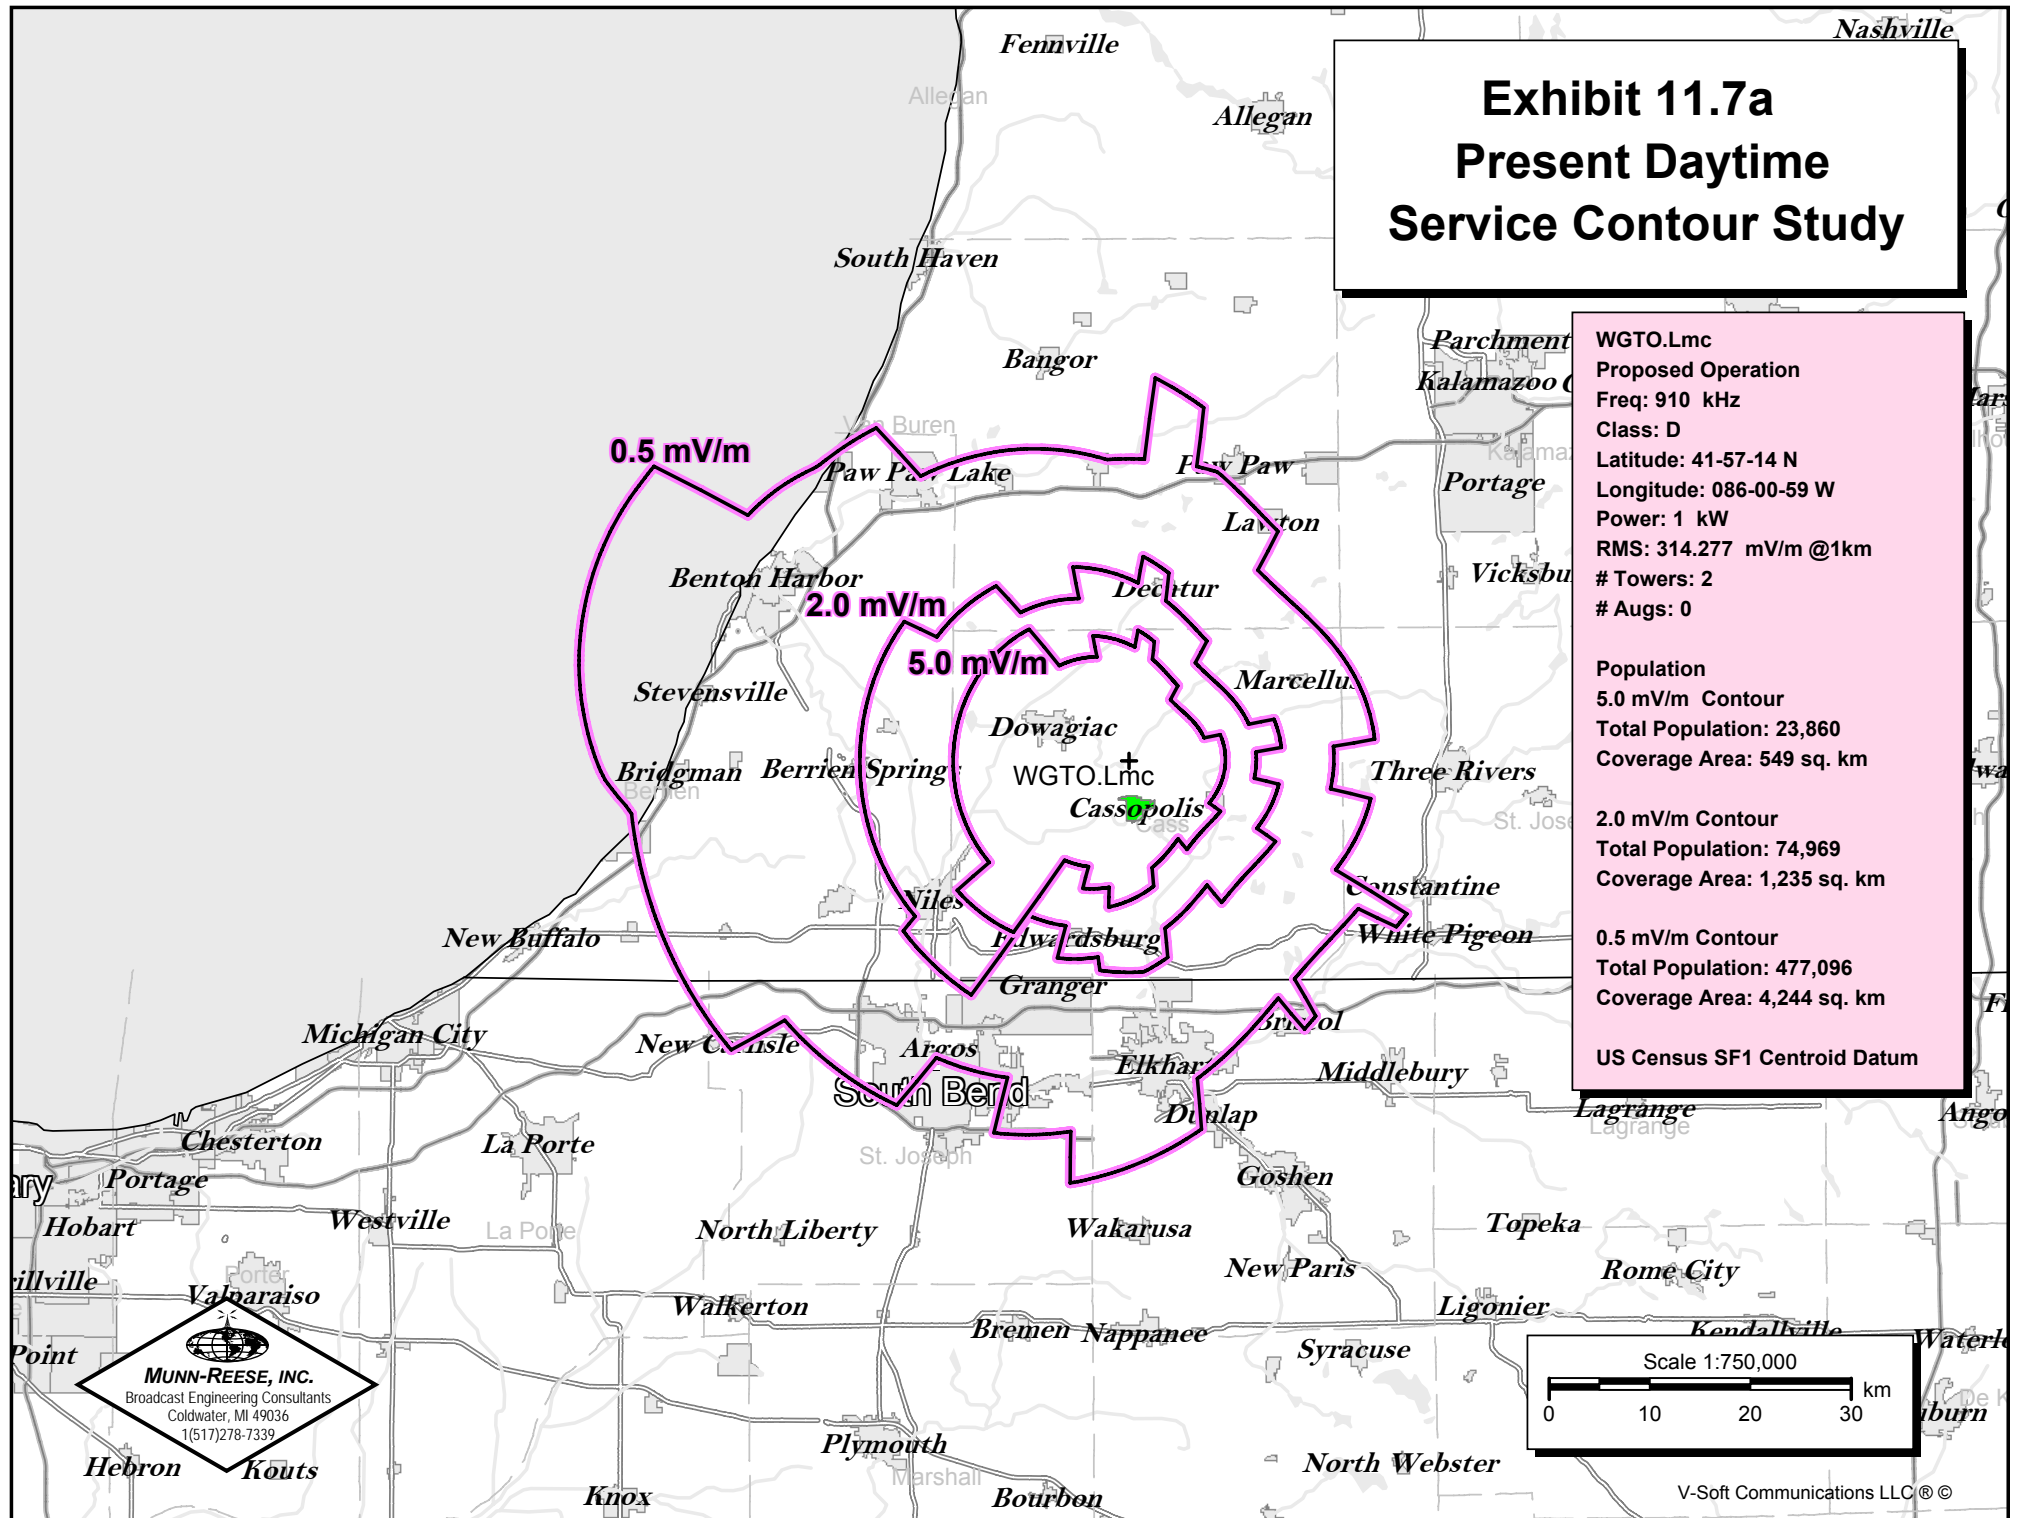 Nashville
Fennville
Allegan
Allegan
Exhibit 11.7a
Present Daytime
Service Contour Study
South Haven
Bangor
Parchment
Kalamazoo
Van Buren
0.5 mV/m
Paw Paw Lake
Paw Paw
Portage
Lawton
Benton Harbor
2.0 mV/m
Decatur
5.0 mV/m
Marcellus
Stevensville
Dowagiac
WGTO.Lmc
Bridgman
Berrien Springs
Berrien
Three Rivers
Cassopolis
Cass
Niles
Constantine
New Buffalo
Edwardsburg
White Pigeon
Granger
Bristol
Michigan City
New Carlisle
Argos
Elkhart
Middlebury
South Bend
Dunlap
Lagrange
Lagrange
Chesterton
La Porte
St. Joseph
Portage
Goshen
Hobart
Westville
La Porte
North Liberty
Wakarusa
Topeka
New Paris
Rome City
Porter
Valparaiso
Walkerton
Ligonier
Bremen
Nappanee
Kendallville
Syracuse
Plymouth
Marshall
North Webster
Hebron
Kouts
Knox
Bourbon
WGTO.Lmc
Proposed Operation
Freq: 910 kHz
Class: D
Latitude: 41-57-14 N
Longitude: 086-00-59 W
Power: 1 kW
RMS: 314.277 mV/m @1km
# Towers: 2
# Augs: 0
Population
5.0 mV/m Contour
Total Population: 23,860
Coverage Area: 549 sq. km
2.0 mV/m Contour
Total Population: 74,969
Coverage Area: 1,235 sq. km
0.5 mV/m Contour
Total Population: 477,096
Coverage Area: 4,244 sq. km
US Census SF1 Centroid Datum
MUNN-REESE, INC.
Broadcast Engineering Consultants
Coldwater, MI 49036
1(517)278-7339
Scale 1:750,000
km
0 10 20 30
V-Soft Communications LLC ® ©